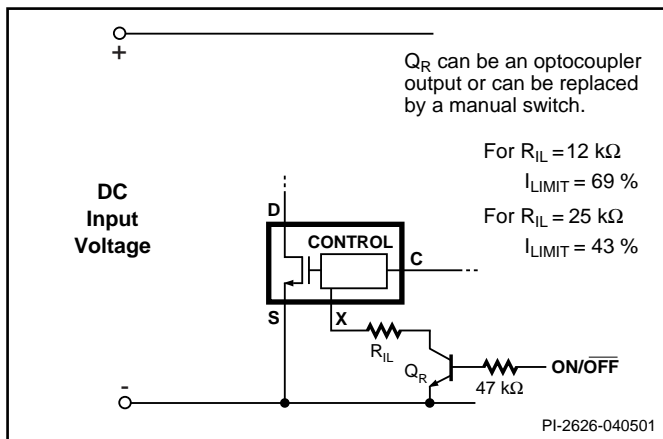 +
Q_R can be an optocoupler
output or can be replaced
by a manual switch.
For R_IL = 12 kΩ
I_LIMIT = 69 %
For R_IL = 25 kΩ
I_LIMIT = 43 %
DC
Input
Voltage
D
CONTROL
C
S
X
R_IL
Q_R
47 kΩ
ON/O̅F̅F̅
-
PI-2626-040501